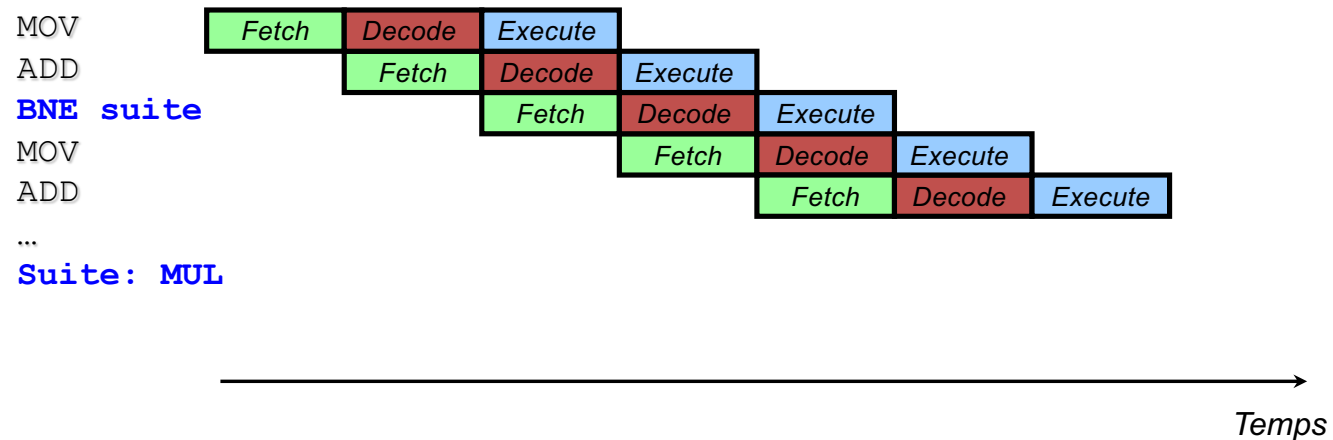 MOV Fetch Decode Execute
ADD Fetch Decode Execute
BNE suite Fetch Decode Execute
MOV Fetch Decode Execute
ADD Fetch Decode Execute
…
Suite: MUL
Temps